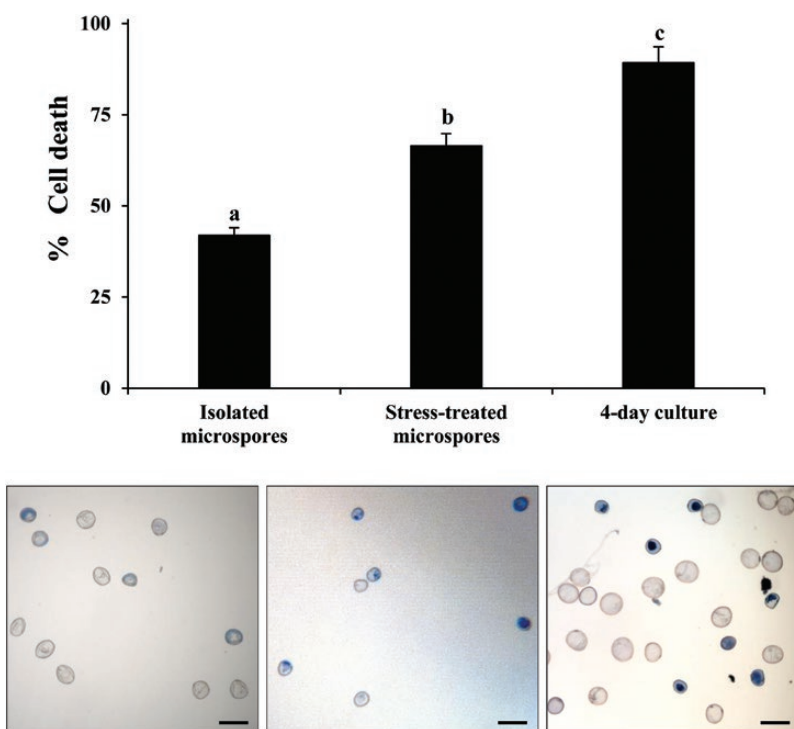 100
75
50
25
0
% Cell death
a
b
c
Isolated
microspores
Stress-treated
microspores
4-day culture